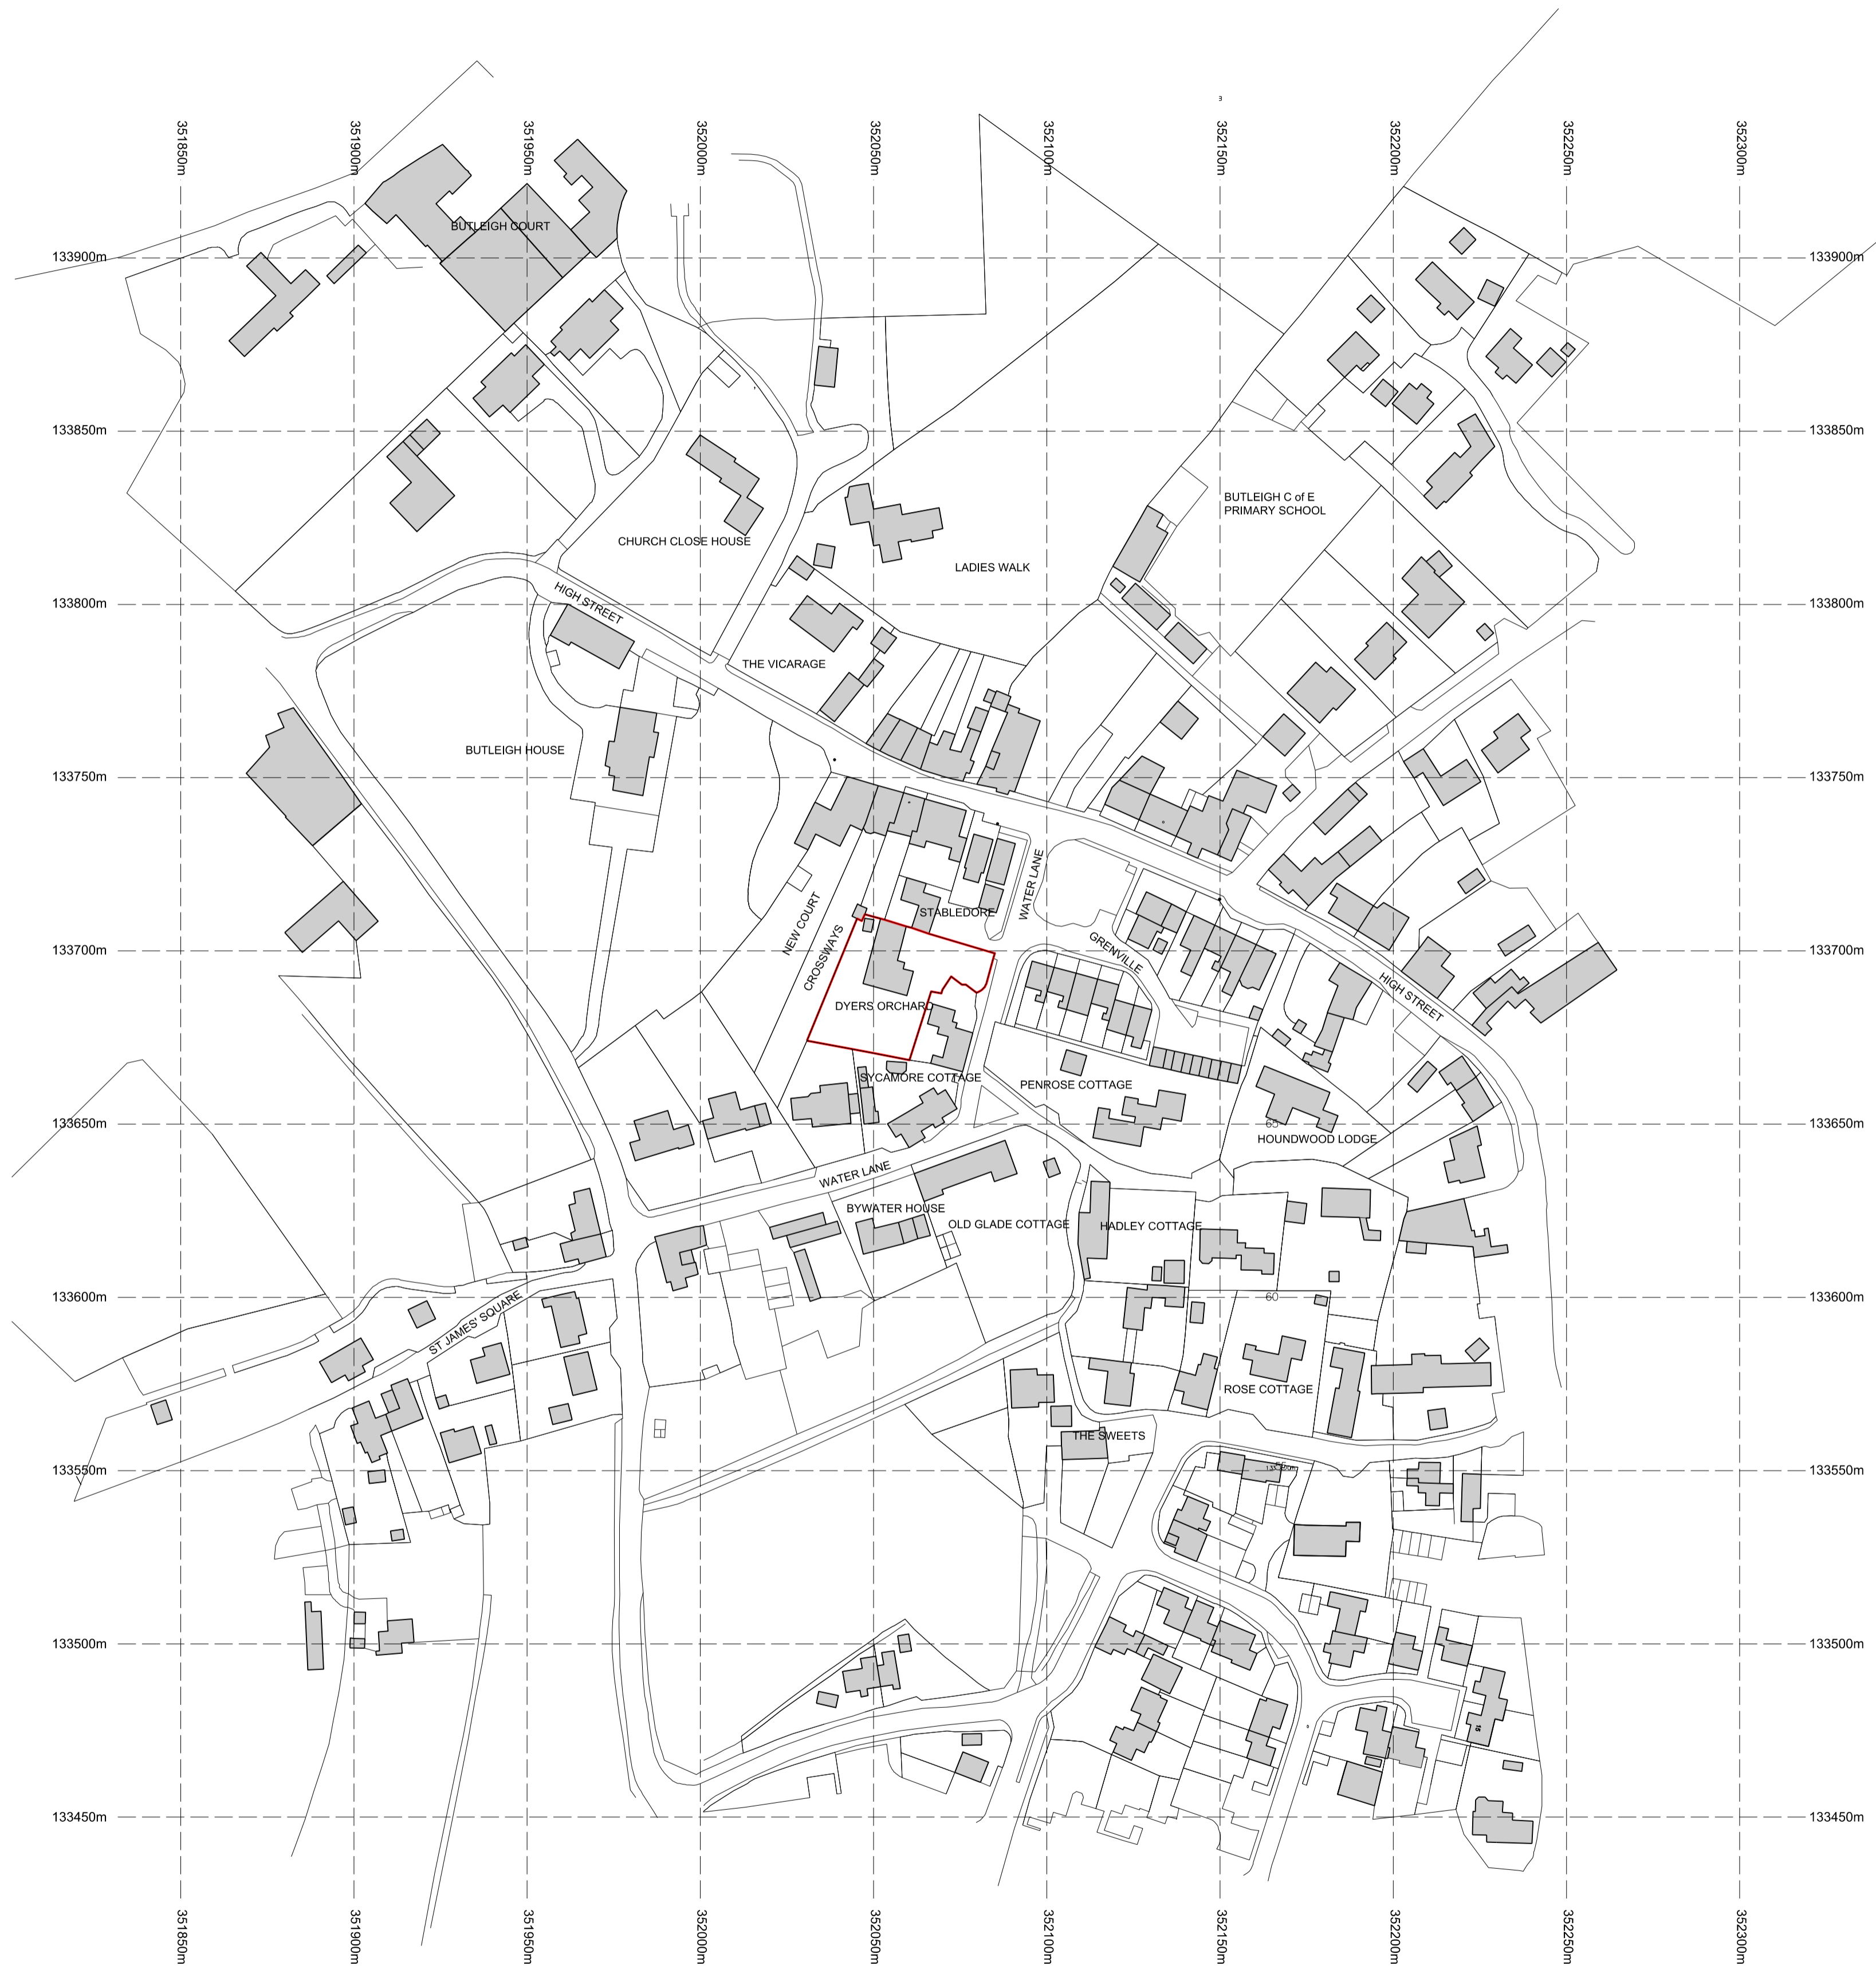 351850m
351900m
351950m
352000m
352050m
352100m
352150m
352200m
352250m
352300m
BUTLEIGH COURT
133900m
133900m
133850m
133850m
BUTLEIGH C of E
PRIMARY SCHOOL
CHURCH CLOSE HOUSE
LADIES WALK
133800m
HIGH STREET
133800m
THE VICARAGE
BUTLEIGH HOUSE
133750m
133750m
WATER LANE
NEW COURT
STABLEDORE
CROSSWAYS
GRENVILLE
133700m
133700m
HIGH STREET
DYERS ORCHARD
SYCAMORE COTTAGE
PENROSE COTTAGE
133650m
65
133650m
HOUNDWOOD LODGE
WATER LANE
BYWATER HOUSE
OLD GLADE COTTAGE
HADLEY COTTAGE
133600m
60
133600m
ST JAMES' SQUARE
ROSE COTTAGE
THE SWEETS
133550m
133550m
133500m
133500m
16
133450m
133450m
351850m
351900m
351950m
352000m
352050m
352100m
352150m
352200m
352250m
352300m